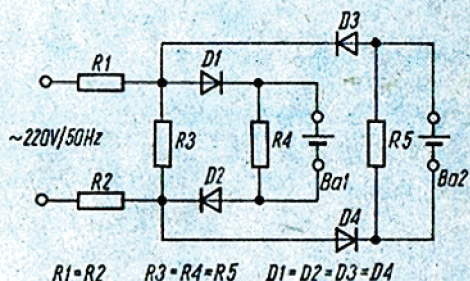 D3
R1
D1
R3
R4
R5
~220V/50Hz
R2
D2
Ba1
Ba2
D4
R1=R2 R3=R4=R5 D1=D2=D3=D4